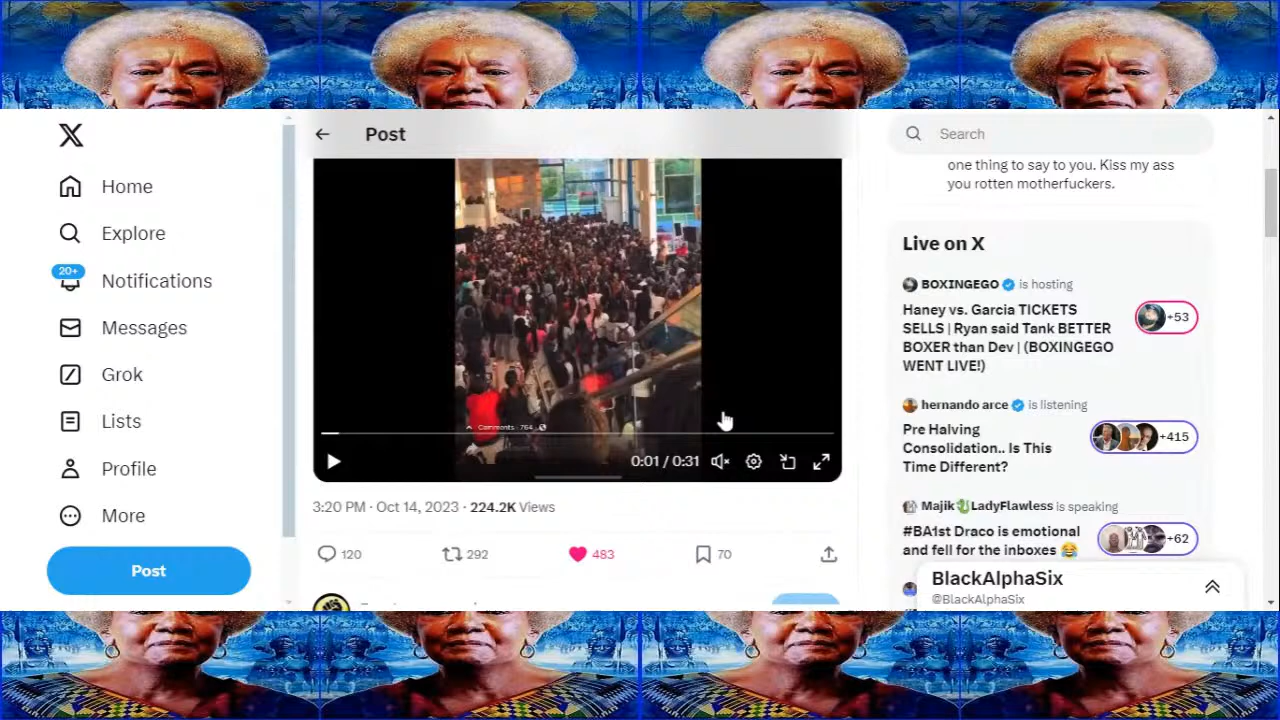 Home
Explore
20+
Notifications
Messages
Grok
Lists
Profile
More
Post
Post
Comments · 764
0:01 / 0:31
3:20 PM · Oct 14, 2023 · 224.2K Views
120
292
483
70
Search
one thing to say to you. Kiss my ass
you rotten motherfuckers.
Live on X
BOXINGEGO is hosting
Haney vs. Garcia TICKETS
SELLS | Ryan said Tank BETTER
BOXER than Dev | (BOXINGEGO
WENT LIVE!)
+53
hernando arce is listening
Pre Halving
Consolidation.. Is This
Time Different?
+415
Majik🐉LadyFlawless is speaking
#BA1st Draco is emotional
and fell for the inboxes 😂
+62
BlackAlphaSix
@BlackAlphaSix